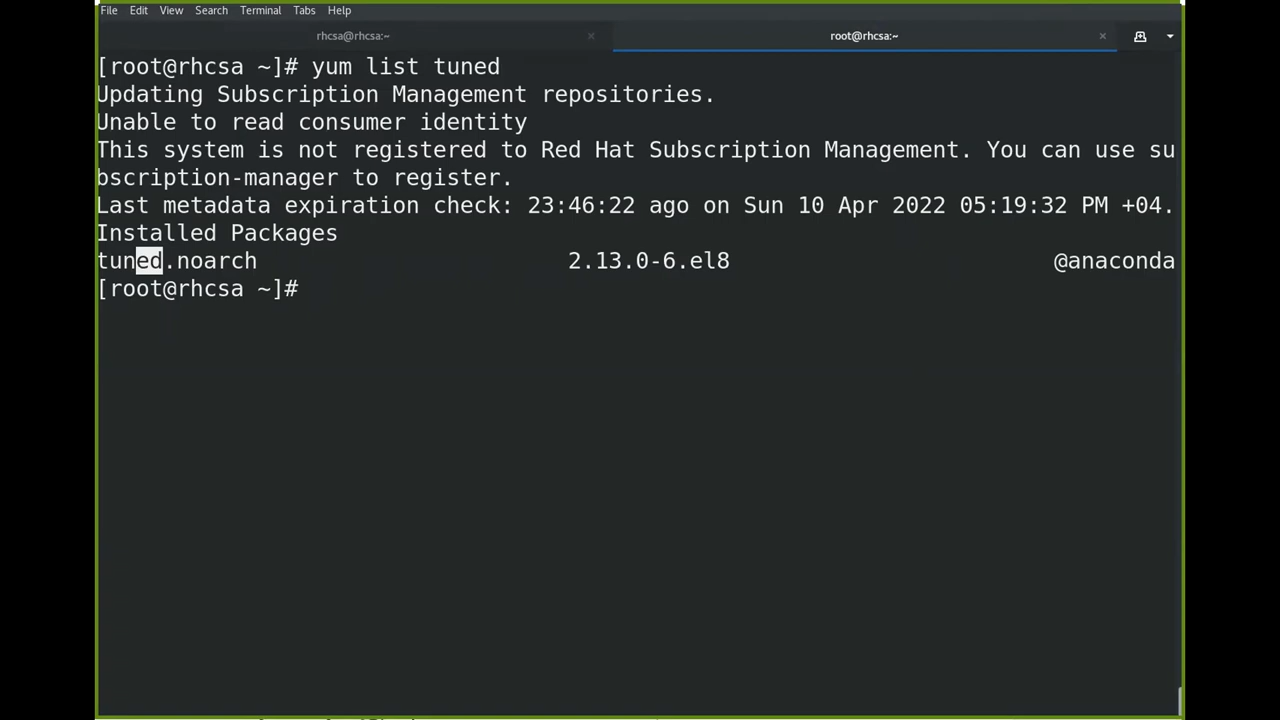 File Edit View Search Terminal Tabs Help
rhcsa@rhcsa:~ × root@rhcsa:~ ×
[root@rhcsa ~]# yum list tuned
Updating Subscription Management repositories.
Unable to read consumer identity
This system is not registered to Red Hat Subscription Management. You can use su
bscription-manager to register.
Last metadata expiration check: 23:46:22 ago on Sun 10 Apr 2022 05:19:32 PM +04.
Installed Packages
tuned.noarch 2.13.0-6.el8 @anaconda
[root@rhcsa ~]#